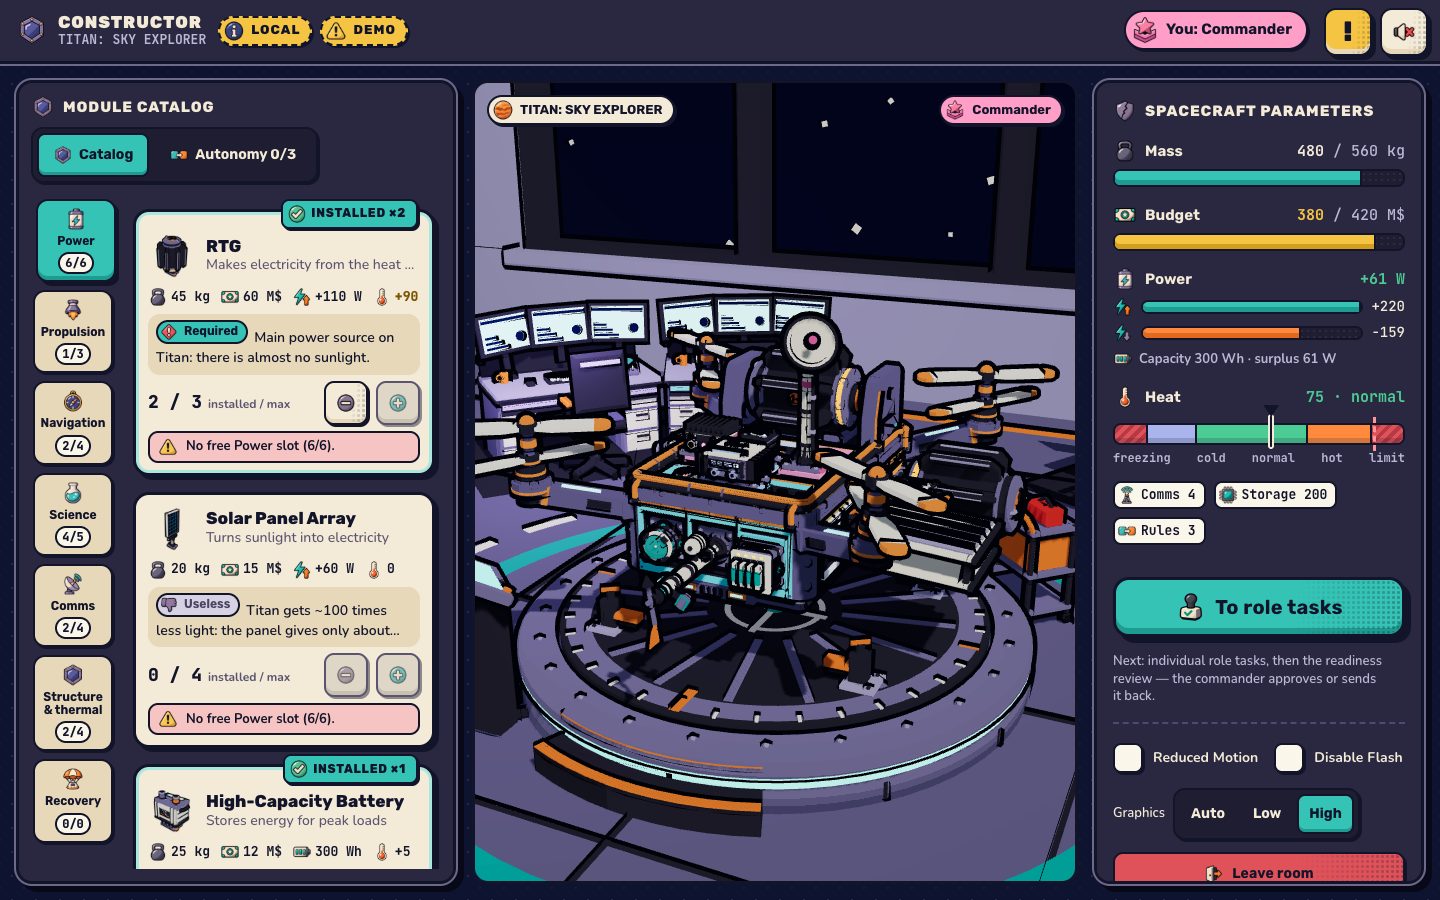 CONSTRUCTOR
TITAN: SKY EXPLORER
LOCAL
DEMO
You: Commander
!
MODULE CATALOG
Catalog
Autonomy 0/3
Power
6/6
Propulsion
1/3
Navigation
2/4
Science
4/5
Comms
2/4
Structure
& thermal
2/4
Recovery
0/0
INSTALLED ×2
RTG
Makes electricity from the heat ...
45 kg 60 M$ +110 W +90
Required Main power source on
Titan: there is almost no sunlight.
2 / 3 installed / max
No free Power slot (6/6).
Solar Panel Array
Turns sunlight into electricity
20 kg 15 M$ +60 W 0
Useless Titan gets ~100 times
less light: the panel gives only about...
0 / 4 installed / max
No free Power slot (6/6).
INSTALLED ×1
High-Capacity Battery
Stores energy for peak loads
25 kg 12 M$ 300 Wh +5
TITAN: SKY EXPLORER
Commander
SPACECRAFT PARAMETERS
Mass 480 / 560 kg
Budget 380 / 420 M$
Power +61 W
+220
-159
Capacity 300 Wh · surplus 61 W
Heat 75 · normal
freezing cold normal hot limit
Comms 4
Storage 200
Rules 3
To role tasks
Next: individual role tasks, then the readiness
review — the commander approves or sends
it back.
Reduced Motion
Disable Flash
Graphics Auto Low High
Leave room